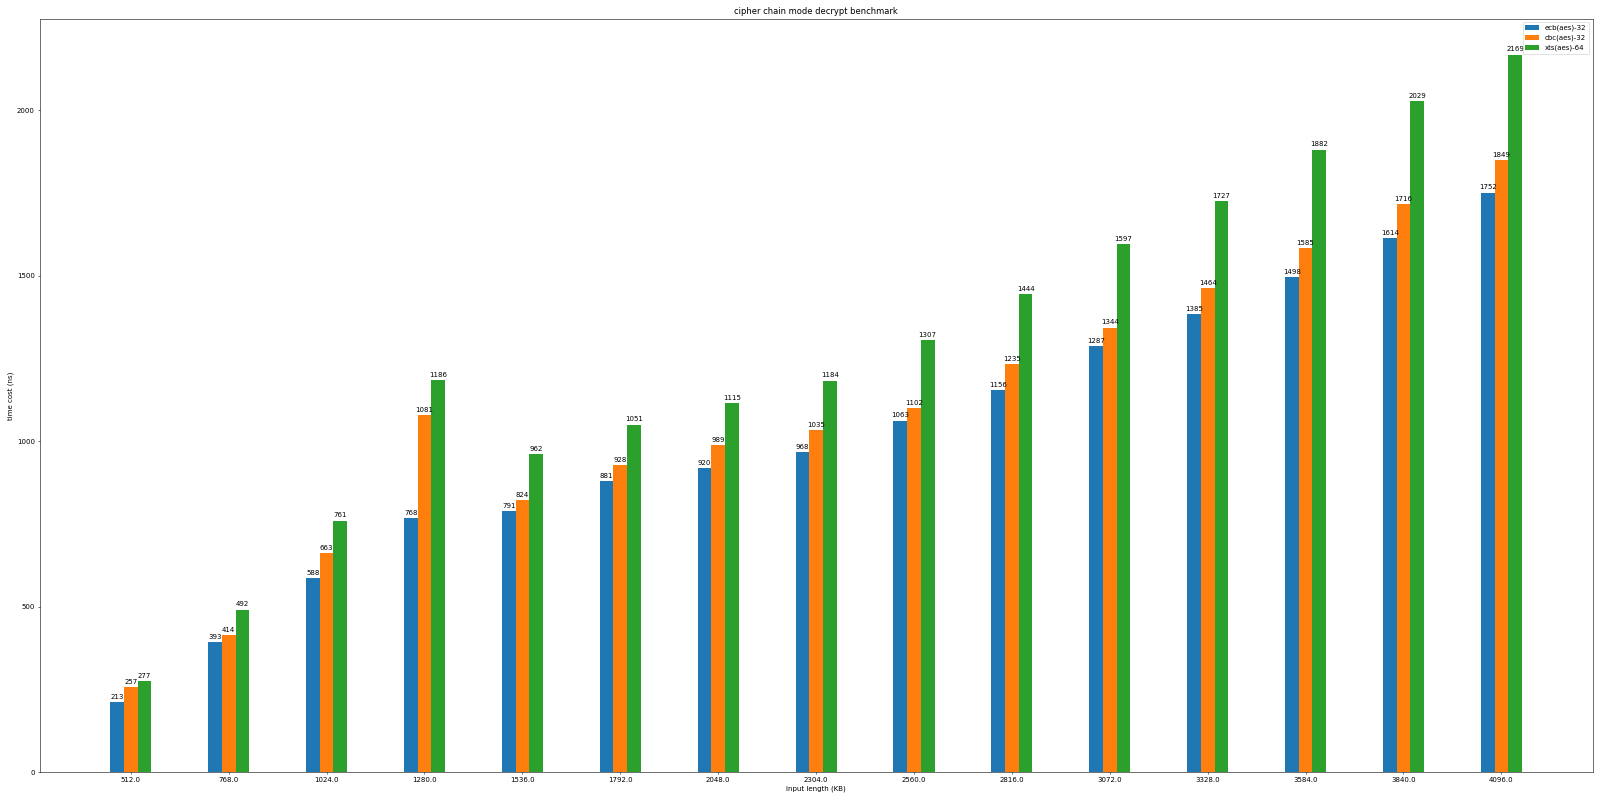 cipher chain mode decrypt benchmark
ecb(aes)-32
cbc(aes)-32
xts(aes)-64
time cost (ns)
2000
1500
1000
500
0
213 257 277
393 414 492
588 663 761
768 1081 1186
791 824 962
881 928 1051
920 989 1115
968 1035 1184
1063 1102 1307
1156 1235 1444
1287 1344 1597
1385 1464 1727
1498 1585 1882
1614 1716 2029
1752 1849 2169
512.0 768.0 1024.0 1280.0 1536.0 1792.0 2048.0 2304.0 2560.0 2816.0 3072.0 3328.0 3584.0 3840.0 4096.0
input length (KB)